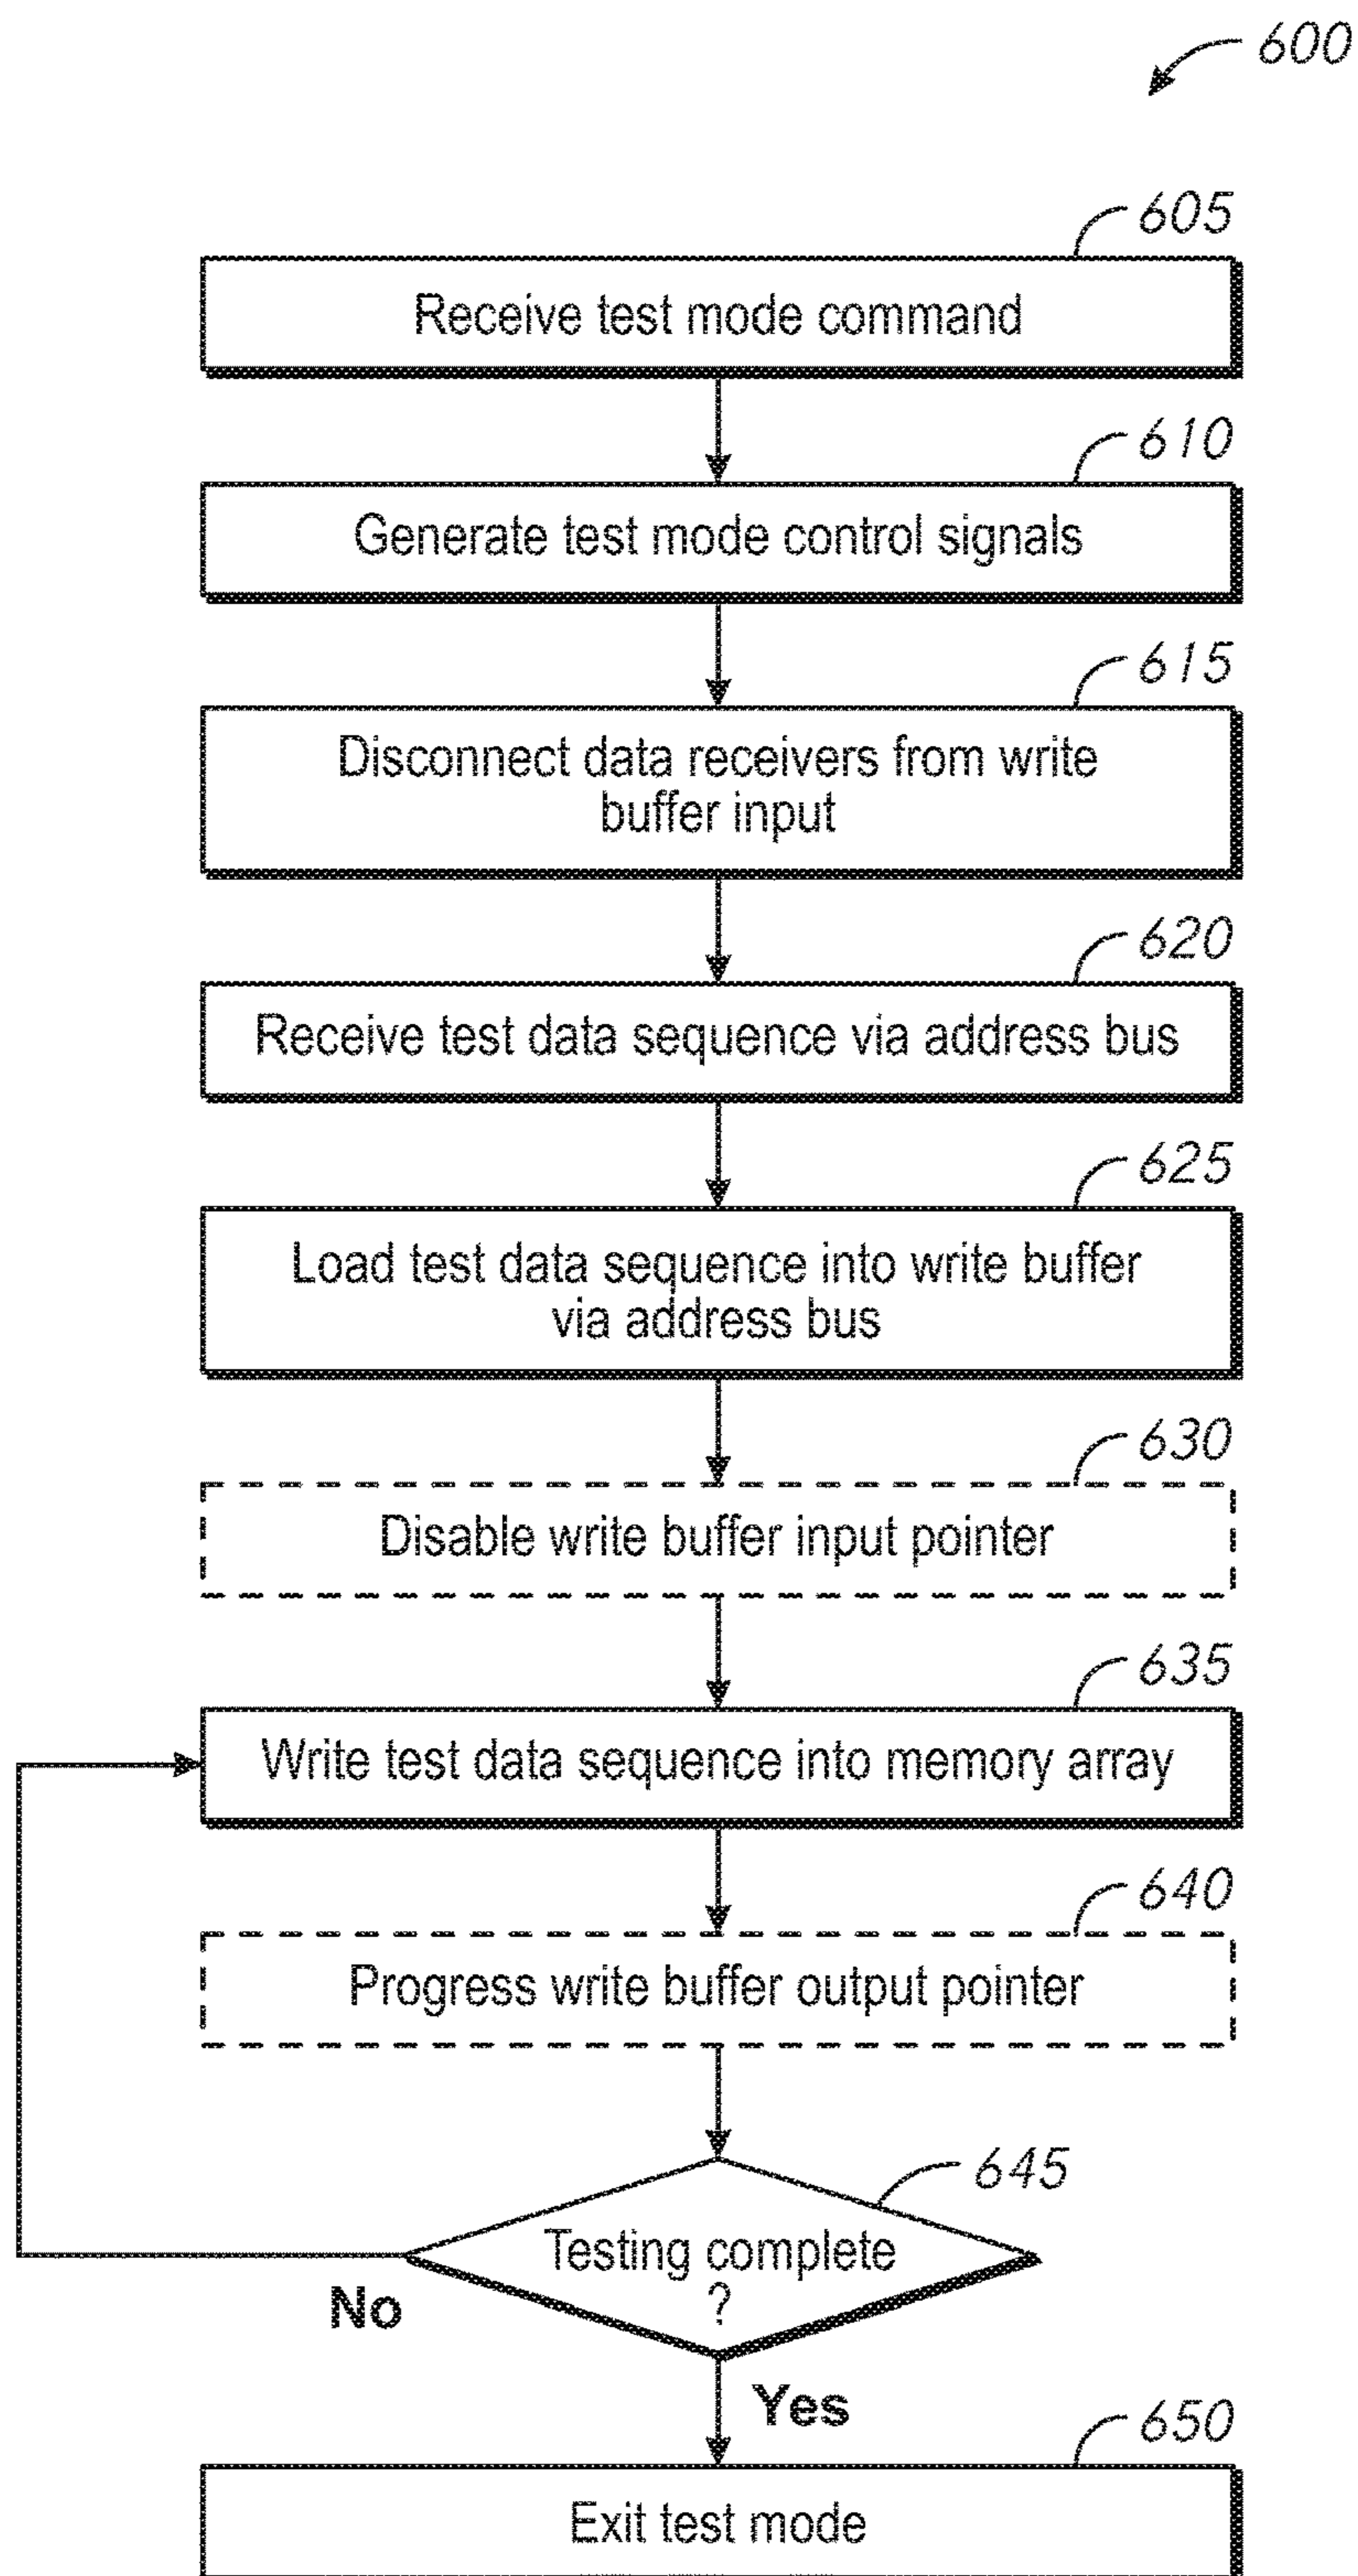 600
605
Receive test mode command
610
Generate test mode control signals
615
Disconnect data receivers from write
buffer input
620
Receive test data sequence via address bus
625
Load test data sequence into write buffer
via address bus
630
Disable write buffer input pointer
635
Write test data sequence into memory array
640
Progress write buffer output pointer
645
Testing complete
?
No
Yes
650
Exit test mode